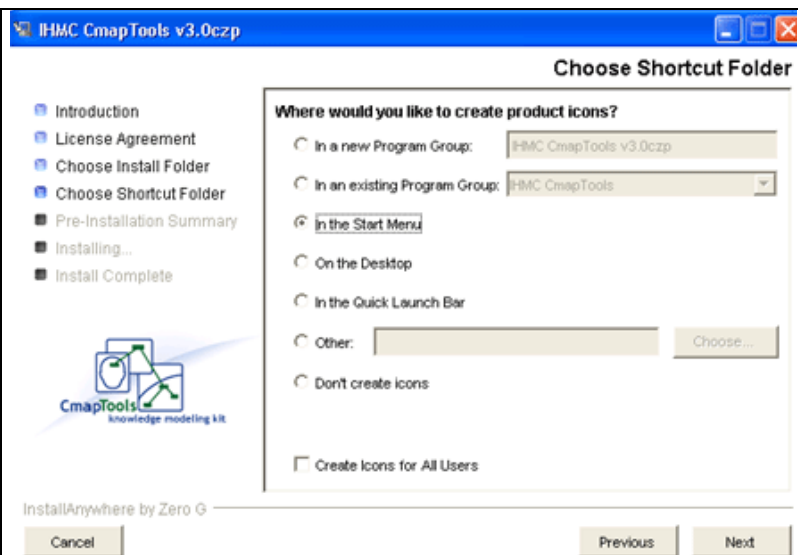 IHMC CmapTools v3.0czp
Choose Shortcut Folder
Introduction
License Agreement
Choose Install Folder
Choose Shortcut Folder
Pre-Installation Summary
Installing...
Install Complete
CmapTools
knowledge modeling kit
Where would you like to create product icons?
In a new Program Group: IHMC CmapTools v3.0czp
In an existing Program Group: IHMC CmapTools
In the Start Menu
On the Desktop
In the Quick Launch Bar
Other: Choose...
Don't create icons
Create Icons for All Users
InstallAnywhere by Zero G
Cancel Previous Next